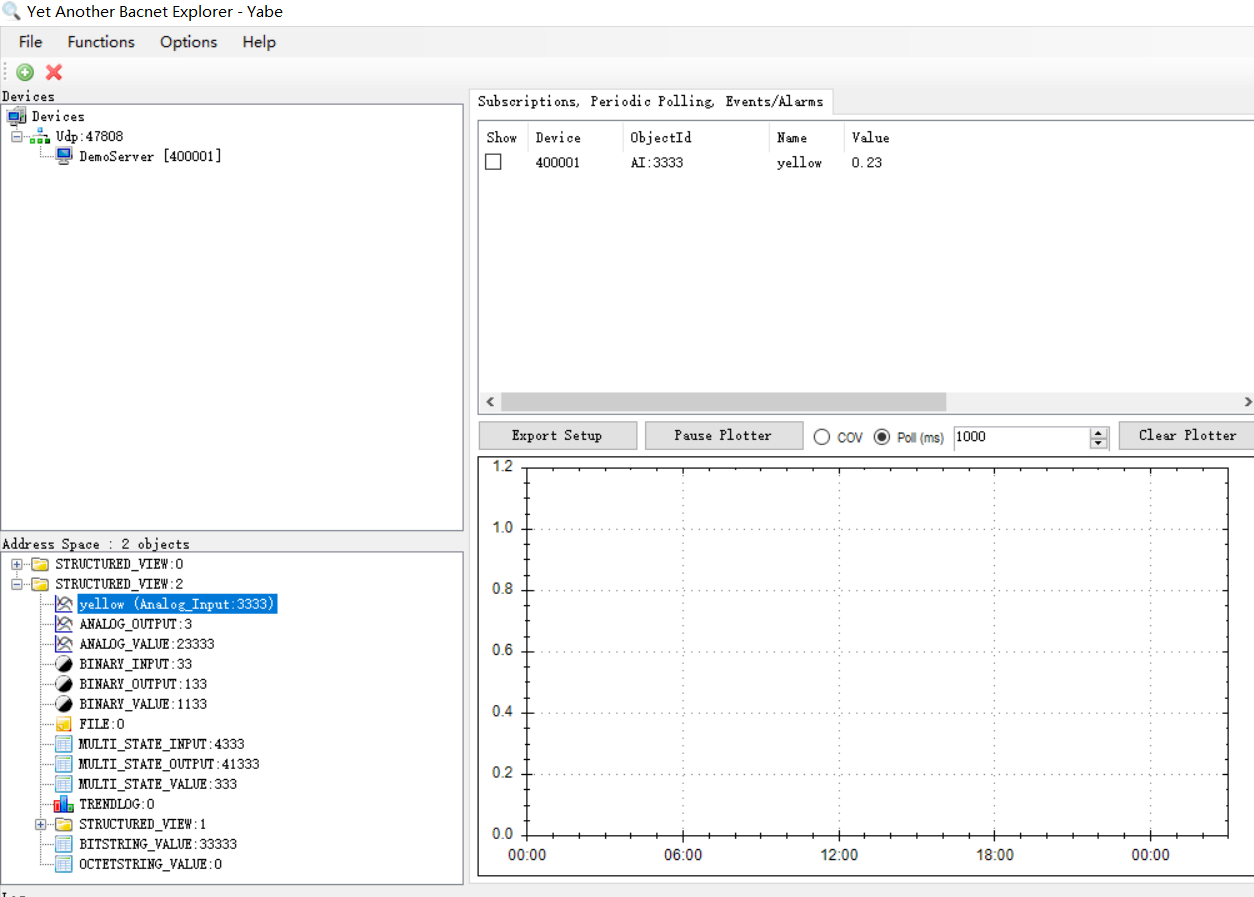 Yet Another Bacnet Explorer - Yabe
File Functions Options Help
Devices
Devices
Udp:47808
DemoServer [400001]
Address Space : 2 objects
STRUCTURED_VIEW:0
STRUCTURED_VIEW:2
yellow (Analog_Input:3333)
ANALOG_OUTPUT:3
ANALOG_VALUE:23333
BINARY_INPUT:33
BINARY_OUTPUT:133
BINARY_VALUE:1133
FILE:0
MULTI_STATE_INPUT:4333
MULTI_STATE_OUTPUT:41333
MULTI_STATE_VALUE:333
TRENDLOG:0
STRUCTURED_VIEW:1
BITSTRING_VALUE:33333
OCTETSTRING_VALUE:0
Subscriptions, Periodic Polling, Events/Alarms
Show Device ObjectId Name Value
400001 AI:3333 yellow 0.23
Export Setup Pause Plotter COV Poll (ms) 1000 Clear Plotter
1.2
1.0
0.8
0.6
0.4
0.2
0.0
00:00 06:00 12:00 18:00 00:00